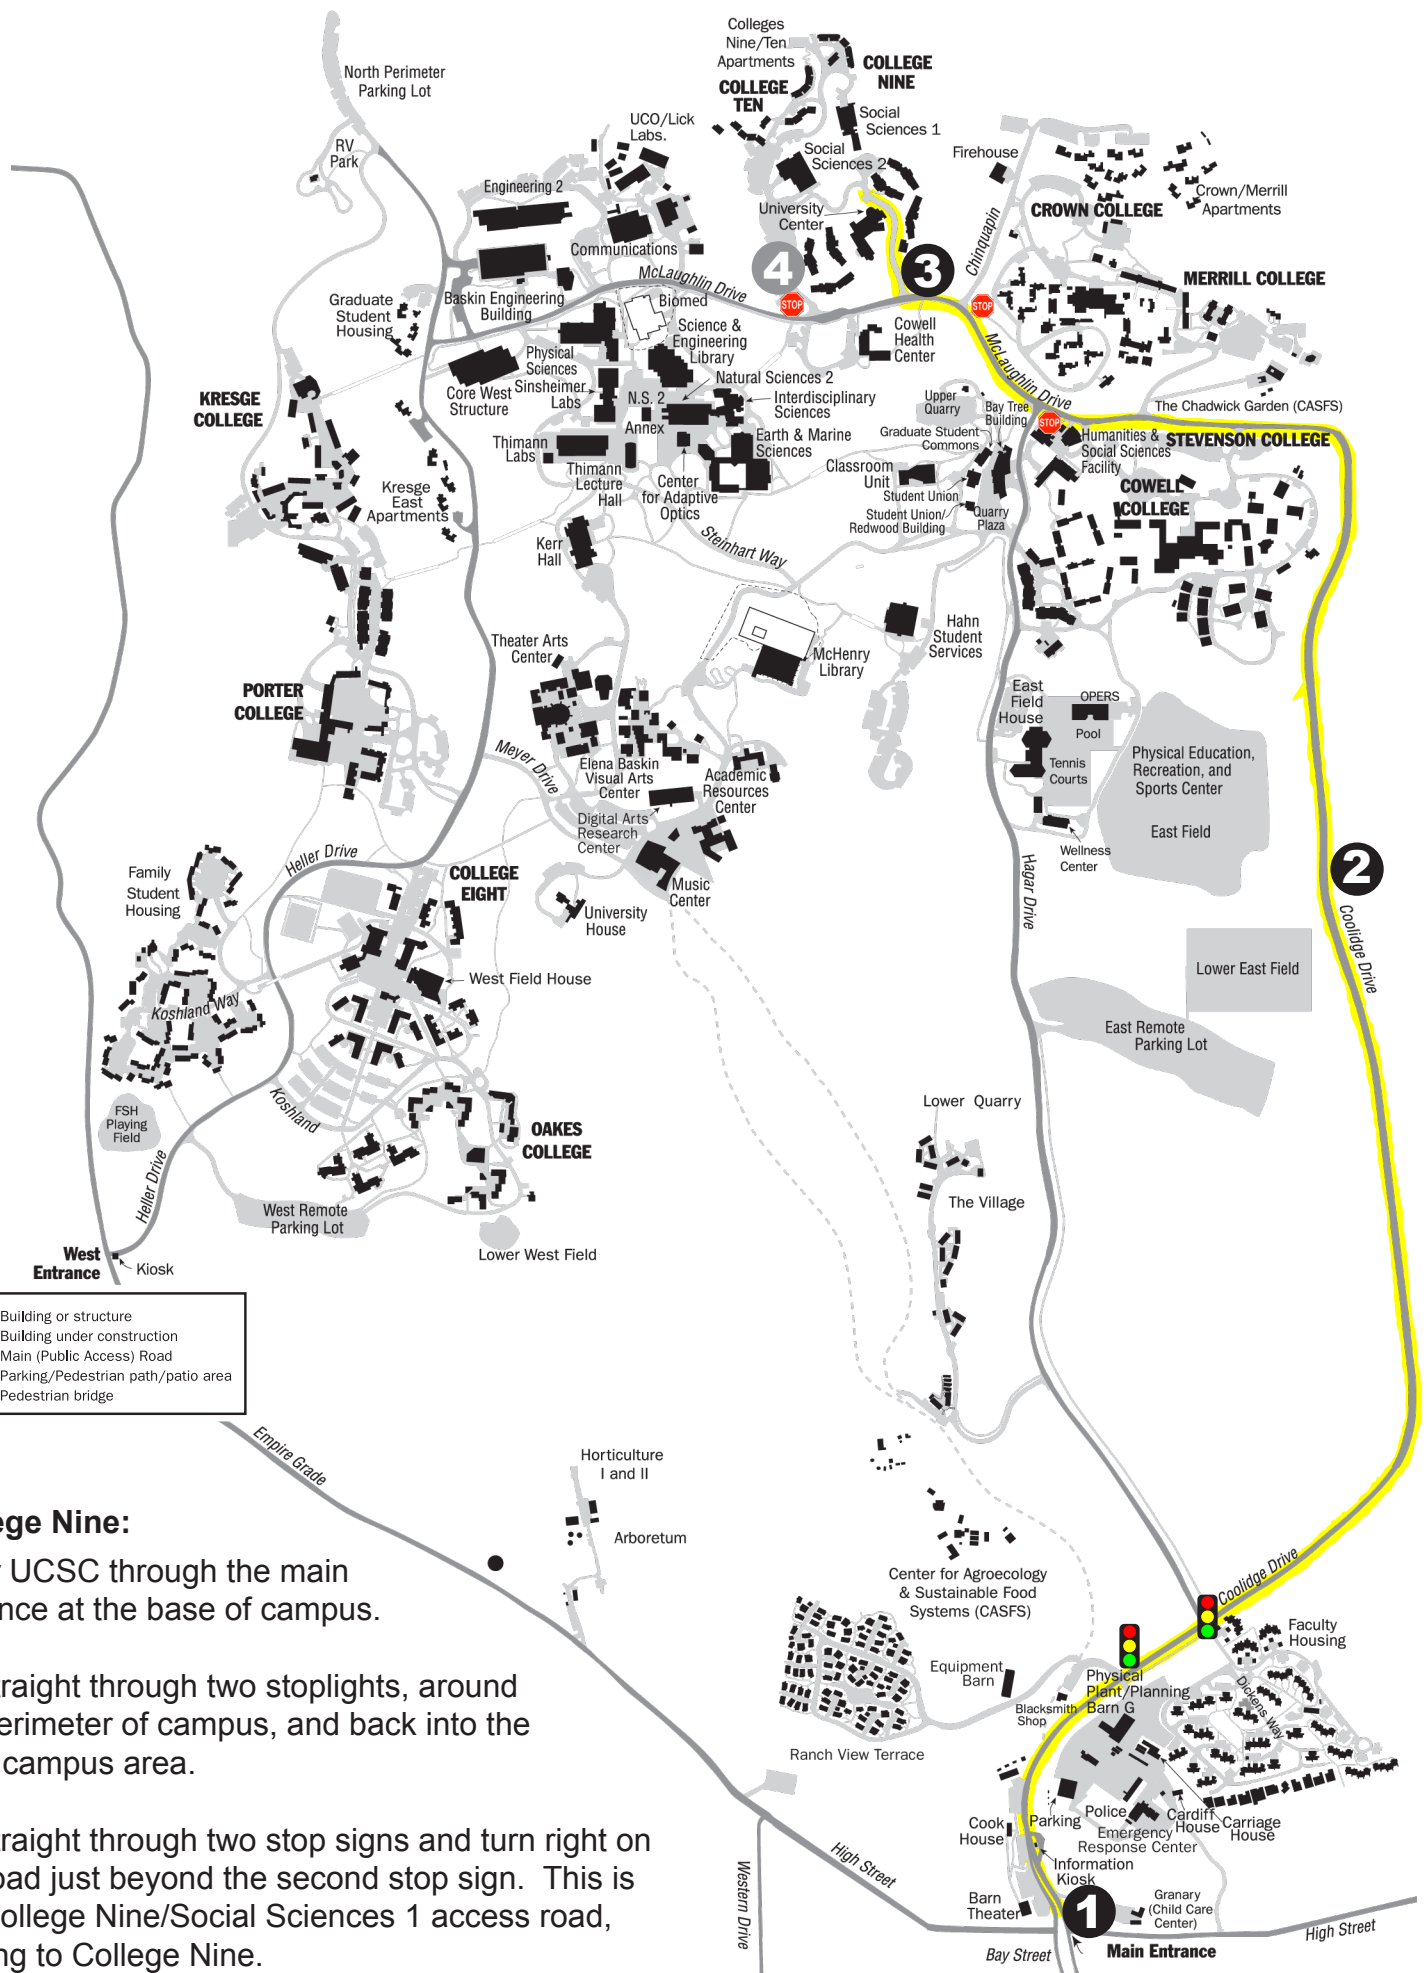 Colleges
Nine/Ten
Apartments
COLLEGE
NINE
COLLEGE
TEN
North Perimeter
Parking Lot
Social
Sciences 1
UCO/Lick
Labs.
RV
Park
Social
Sciences 2
Firehouse
Engineering 2
Crown/Merrill
Apartments
University
Center
CROWN COLLEGE
Chinquapin
Communications
4
3
McLaughlin Drive
MERRILL COLLEGE
STOP
STOP
Graduate
Student
Housing
Baskin Engineering
Building
Biomed
Science &
Engineering
Library
Cowell
Health
Center
McLaughlin Drive
Physical
Sciences
Sinsheimer
Labs
Core West
Structure
Natural Sciences 2
N.S. 2
Annex
Interdisciplinary
Sciences
KRESGE
COLLEGE
Upper
Quarry
Bay Tree
Building
The Chadwick Garden (CASFS)
STOP
Graduate Student
Commons
Humanities &
Social Sciences
Facility
STEVENSON COLLEGE
Earth & Marine
Sciences
Thimann
Labs
Thimann
Lecture
Hall
Center
for Adaptive
Optics
Classroom
Unit
Student Union
Student Union/
Redwood Building
Quarry
Plaza
COWELL
COLLEGE
Kresge
East
Apartments
Steinhart Way
Kerr
Hall
Hahn
Student
Services
Theater Arts
Center
McHenry
Library
PORTER
COLLEGE
East
Field
House
OPERS
Pool
Tennis
Courts
Physical Education,
Recreation, and
Sports Center
East Field
Meyer Drive
Elena Baskin
Visual Arts
Center
Academic
Resources
Center
Digital Arts
Research
Center
Wellness
Center
Hagar Drive
2
Heller Drive
COLLEGE
EIGHT
Family
Student
Housing
Music
Center
University
House
Coolidge Drive
Lower East Field
West Field House
Koshland Way
East Remote
Parking Lot
Koshland
Lower Quarry
FSH
Playing
Field
OAKES
COLLEGE
Heller Drive
The Village
West Remote
Parking Lot
Lower West Field
West
Entrance
Kiosk
Building or structure
Building under construction
Main (Public Access) Road
Parking/Pedestrian path/patio area
Pedestrian bridge
Empire Grade
Horticulture
I and II
Arboretum
Center for Agroecology
& Sustainable Food
Systems (CASFS)
Coolidge Drive
Faculty
Housing
Equipment
Barn
Physical
Plant/Planning
Barn G
Blacksmith
Shop
Dickens Way
Ranch View Terrace
Cook
House
Parking
Police
Emergency
Response Center
Cardiff
House
Carriage
House
Information
Kiosk
High Street
Western Drive
Barn
Theater
1
Granary
(Child Care
Center)
High Street
Bay Street
Main Entrance
ege Nine:
r UCSC through the main
nce at the base of campus.
traight through two stoplights, around
erimeter of campus, and back into the
campus area.
traight through two stop signs and turn right on
oad just beyond the second stop sign. This is
ollege Nine/Social Sciences 1 access road,
ng to College Nine.